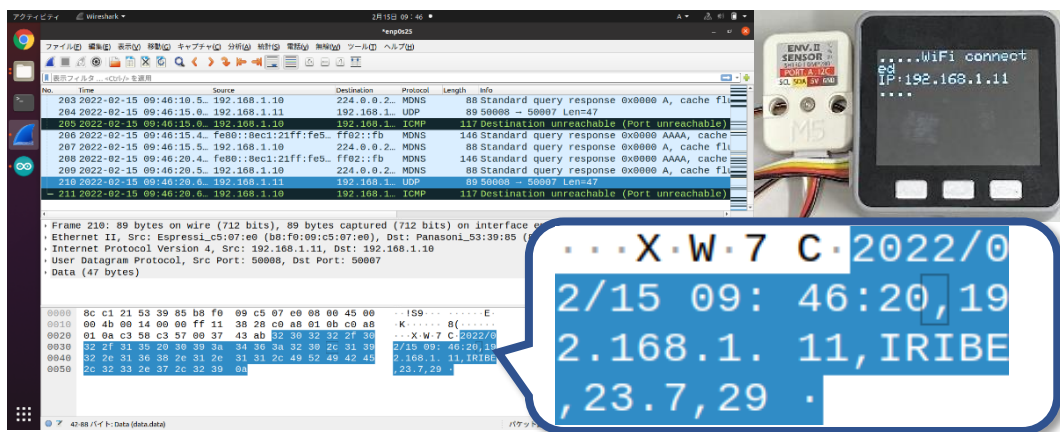 アクティビティ Wireshark ▾ 2月15日 09:46
*enp0s25
ファイル(F) 編集(E) 表示(V) 移動(G) キャプチャ(C) 分析(A) 統計(S) 電話(y) 無線(W) ツール(T) ヘルプ(H)
表示フィルタ … <Ctrl-/> を適用
No. Time Source Destination Protocol Length Info
203 2022-02-15 09:46:10.5… 192.168.1.10 224.0.0.2… MDNS 88 Standard query response 0x0000 A, cache flu
204 2022-02-15 09:46:15.0… 192.168.1.11 192.168.1… UDP 89 50008 → 50007 Len=47
205 2022-02-15 09:46:15.0… 192.168.1.10 192.168.1… ICMP 117 Destination unreachable (Port unreachable)
206 2022-02-15 09:46:15.4… fe80::8ec1:21ff:fe5… ff02::fb MDNS 146 Standard query response 0x0000 AAAA, cache
207 2022-02-15 09:46:15.5… 192.168.1.10 224.0.0.2… MDNS 88 Standard query response 0x0000 A, cache flu
208 2022-02-15 09:46:20.4… fe80::8ec1:21ff:fe5… ff02::fb MDNS 146 Standard query response 0x0000 AAAA, cache
209 2022-02-15 09:46:20.5… 192.168.1.10 224.0.0.2… MDNS 88 Standard query response 0x0000 A, cache flu
210 2022-02-15 09:46:20.6… 192.168.1.11 192.168.1… UDP 89 50008 → 50007 Len=47
211 2022-02-15 09:46:20.6… 192.168.1.10 192.168.1… ICMP 117 Destination unreachable (Port unreachable)
Frame 210: 89 bytes on wire (712 bits), 89 bytes captured (712 bits) on interface
Ethernet II, Src: Espressi_c5:07:e0 (b8:f0:09:c5:07:e0), Dst: Panasoni_53:39:85
Internet Protocol Version 4, Src: 192.168.1.11, Dst: 192.168.1.10
User Datagram Protocol, Src Port: 50008, Dst Port: 50007
Data (47 bytes)
0000 8c c1 21 53 39 85 b8 f0 09 c5 07 e0 08 00 45 00 ··!S9··· ······E·
0010 00 4b 00 14 00 00 ff 11 38 28 c0 a8 01 0b c0 a8 ·K······ 8(······
0020 01 0a c3 58 c3 57 00 37 43 ab 32 30 32 32 2f 30 ···X·W·7 C·2022/0
0030 32 2f 31 35 20 30 39 3a 34 36 3a 32 30 2c 31 39 2/15 09: 46:20,19
0040 32 2e 31 36 38 2e 31 2e 31 31 2c 49 52 49 42 45 2.168.1. 11,IRIBE
0050 2c 32 33 2e 37 2c 32 39 0a ,23.7,29 ·
42-88 バイト: Data (data.data)
ENV.II
SENSOR
PORT.A I2C
SCL SDA 5V GND
M5
.....WiFi connect
ed
IP:192.168.1.11
....
···X·W·7 C·2022/0
2/15 09: 46:20,19
2.168.1. 11,IRIBE
,23.7,29 ·